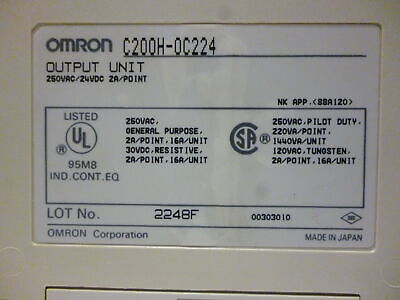 OMRON C200H-OC224
OUTPUT UNIT
250VAC/24VDC 2A/POINT
NK APP.<88A120>
LISTED
UL
®
95M8
IND.CONT.EQ
250VAC,
GENERAL PURPOSE,
2A/POINT,16A/UNIT
30VDC,RESISTIVE,
2A/POINT,16A/UNIT
SA
®
250VAC,PILOT DUTY,
220VA/POINT,
1440VA/UNIT
120VAC,TUNGSTEN,
2A/POINT,16A/UNIT
LOT No. 2248F 00303010
OMRON Corporation MADE IN JAPAN